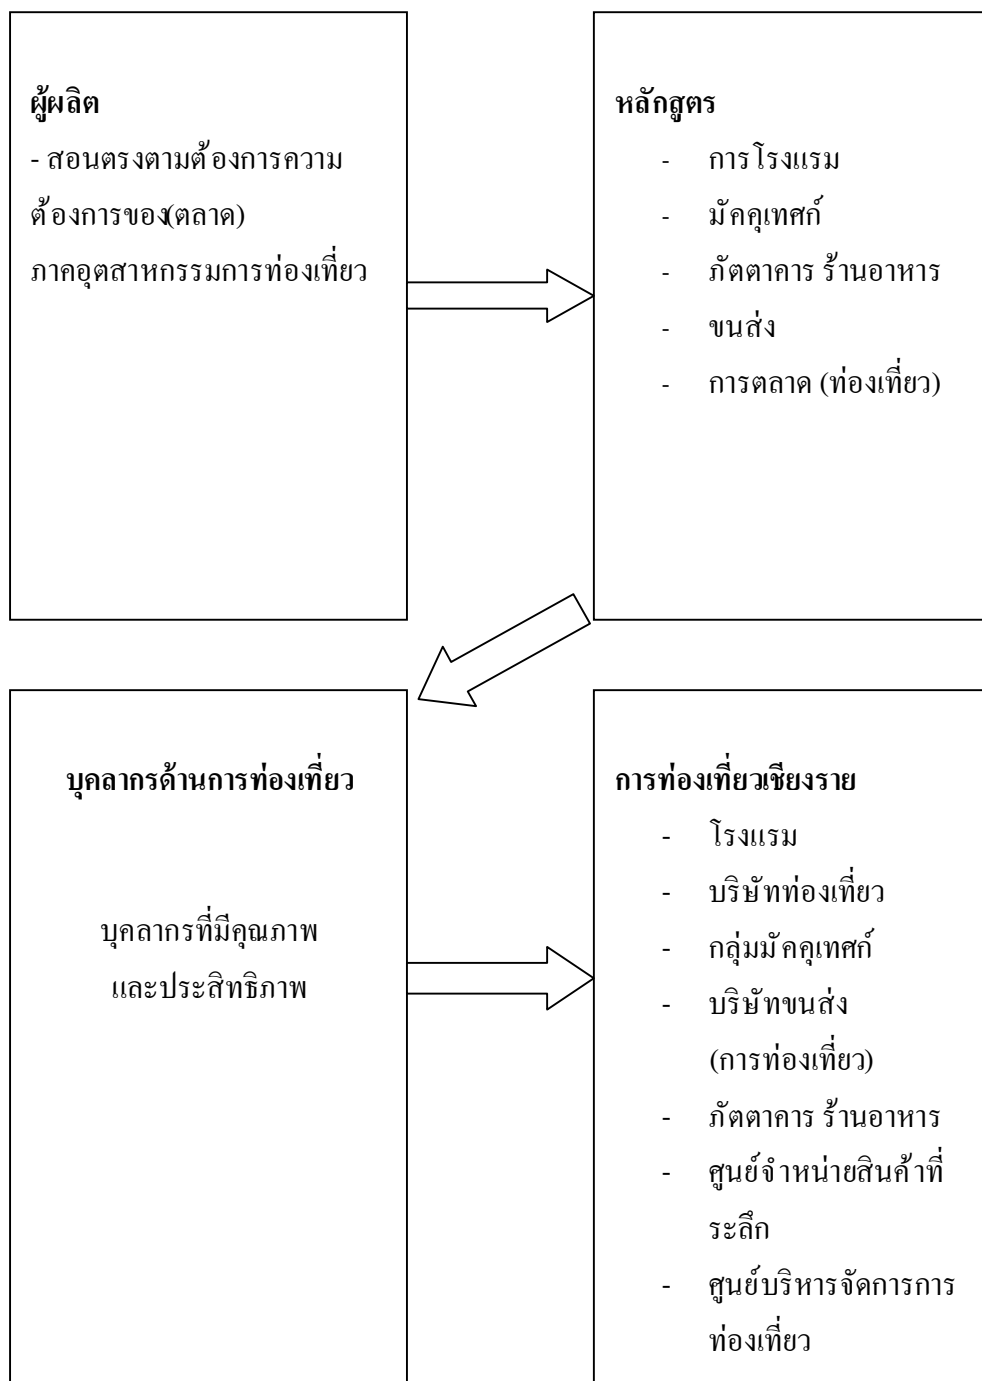 ผู้ผลิต
- สอนตรงตามต้องการความ
ต้องการของ(ตลาด)
ภาคอุตสาหกรรมการท่องเที่ยว
หลักสูตร
- การโรงแรม
- มัคคุเทศก์
- ภัตตาคาร ร้านอาหาร
- ขนส่ง
- การตลาด (ท่องเที่ยว)
บุคลากรด้านการท่องเที่ยว
บุคลากรที่มีคุณภาพ
และประสิทธิภาพ
การท่องเที่ยวเชียงราย
- โรงแรม
- บริษัทท่องเที่ยว
- กลุ่มมัคคุเทศก์
- บริษัทขนส่ง
(การท่องเที่ยว)
- ภัตตาคาร ร้านอาหาร
- ศูนย์จำหน่ายสินค้าที่
ระลึก
- ศูนย์บริหารจัดการการ
ท่องเที่ยว